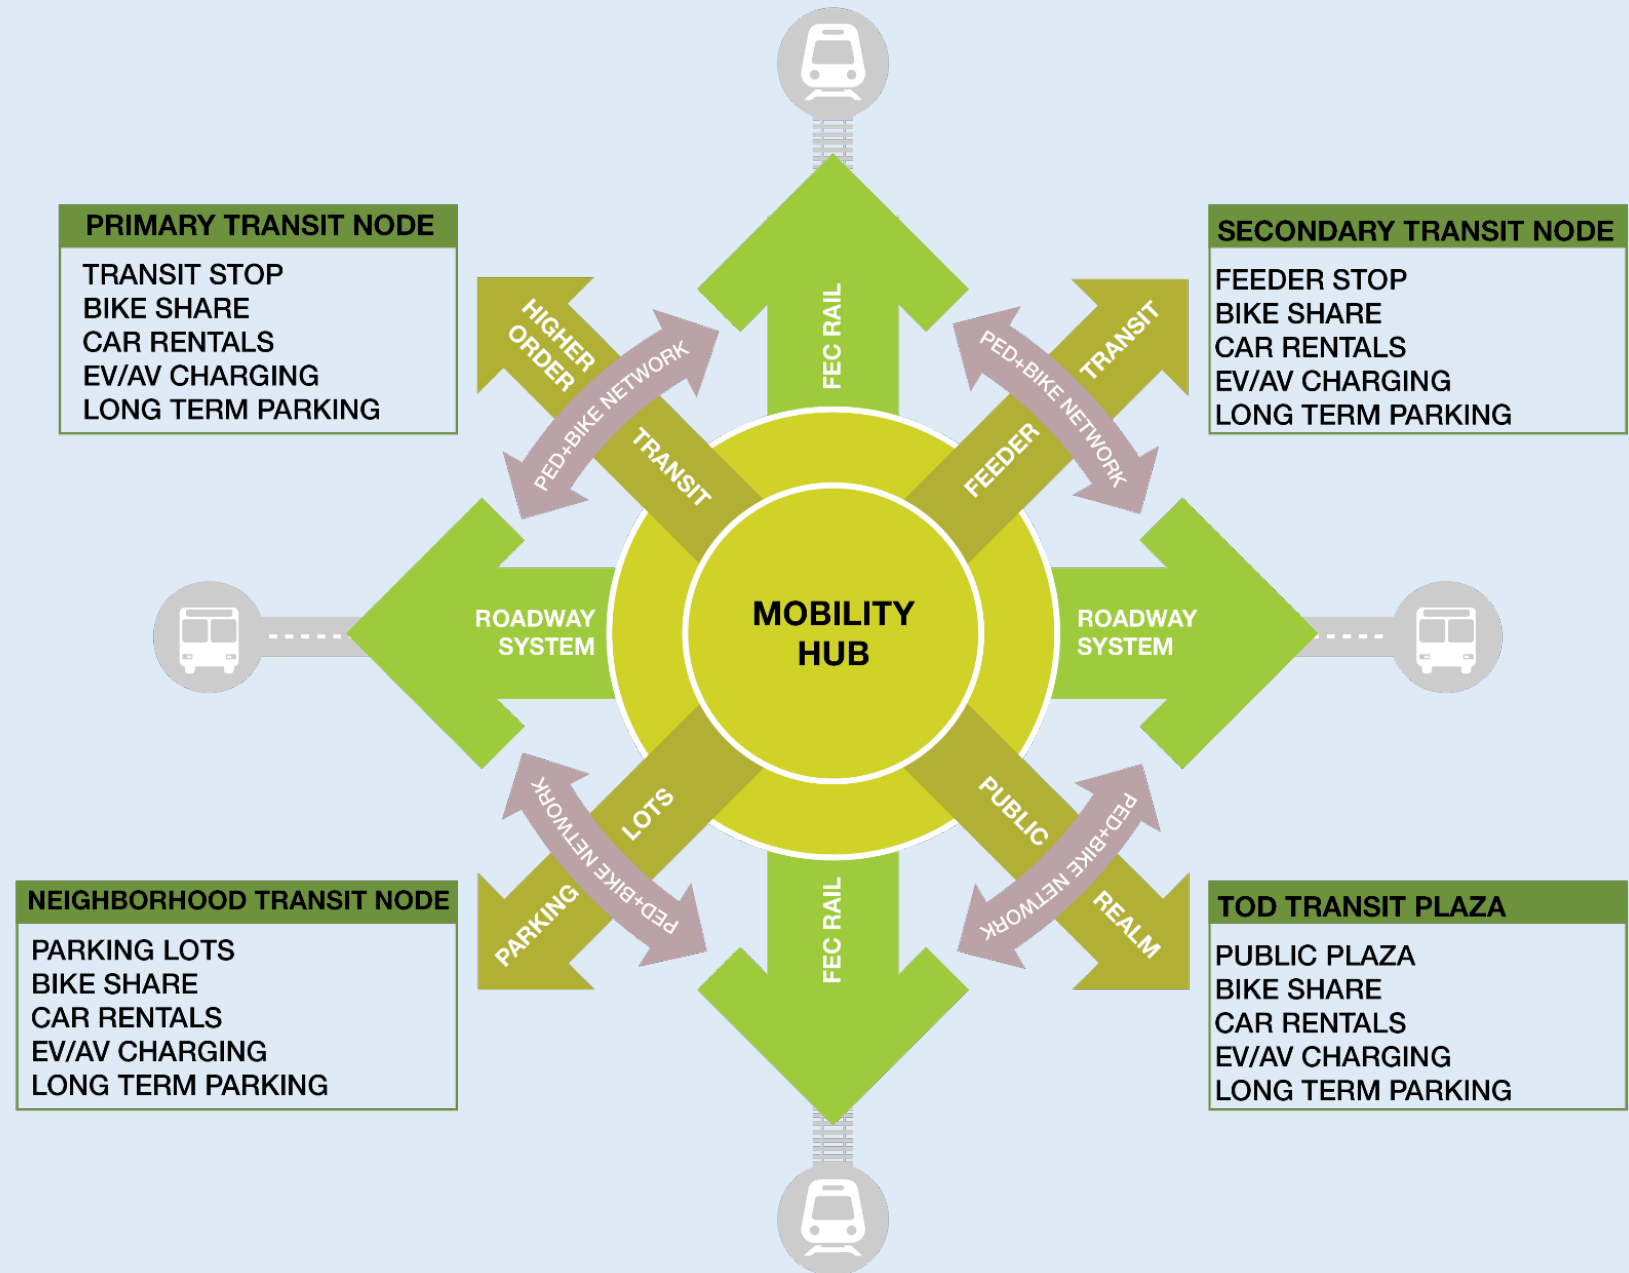 PRIMARY TRANSIT NODE
TRANSIT STOP
BIKE SHARE
CAR RENTALS
EV/AV CHARGING
LONG TERM PARKING
SECONDARY TRANSIT NODE
FEEDER STOP
BIKE SHARE
CAR RENTALS
EV/AV CHARGING
LONG TERM PARKING
HIGHER
ORDER
TRANSIT
PED+BIKE NETWORK
FEC RAIL
PED+BIKE NETWORK
FEEDER TRANSIT
ROADWAY
SYSTEM
MOBILITY
HUB
ROADWAY
SYSTEM
PARKING LOTS
PED+BIKE NETWORK
FEC RAIL
PED+BIKE NETWORK
PUBLIC REALM
NEIGHBORHOOD TRANSIT NODE
PARKING LOTS
BIKE SHARE
CAR RENTALS
EV/AV CHARGING
LONG TERM PARKING
TOD TRANSIT PLAZA
PUBLIC PLAZA
BIKE SHARE
CAR RENTALS
EV/AV CHARGING
LONG TERM PARKING